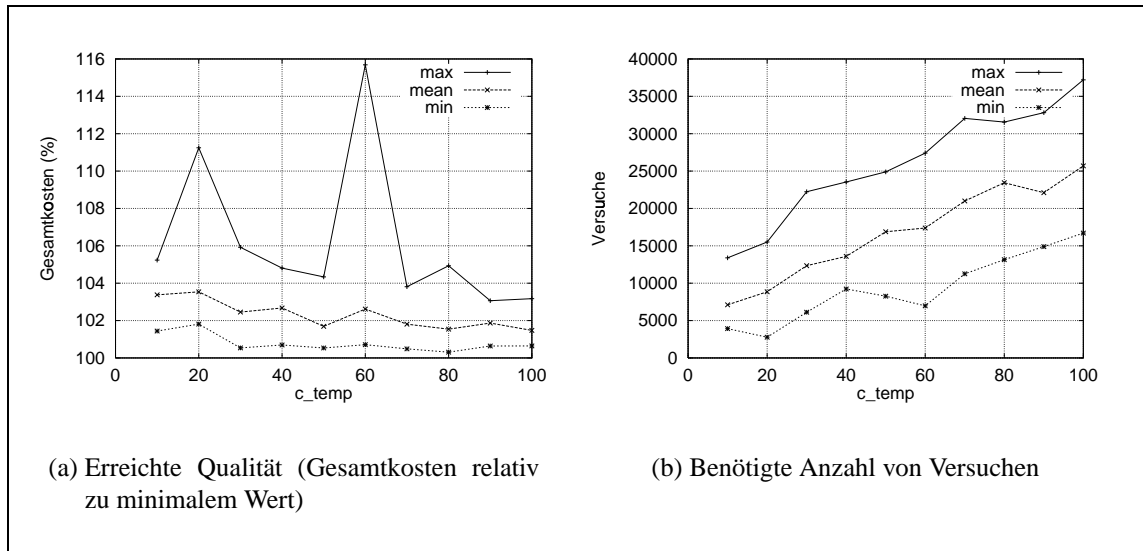 116
114
112
110
108
106
104
102
100
0
20
40
60
80
100
Gesamtkosten (%)
c_temp
max
mean
min
40000
35000
30000
25000
20000
15000
10000
5000
0
0
20
40
60
80
100
Versuche
c_temp
max
mean
min
(a) Erreichte Qualität (Gesamtkosten relativ
zu minimalem Wert)
(b) Benötigte Anzahl von Versuchen